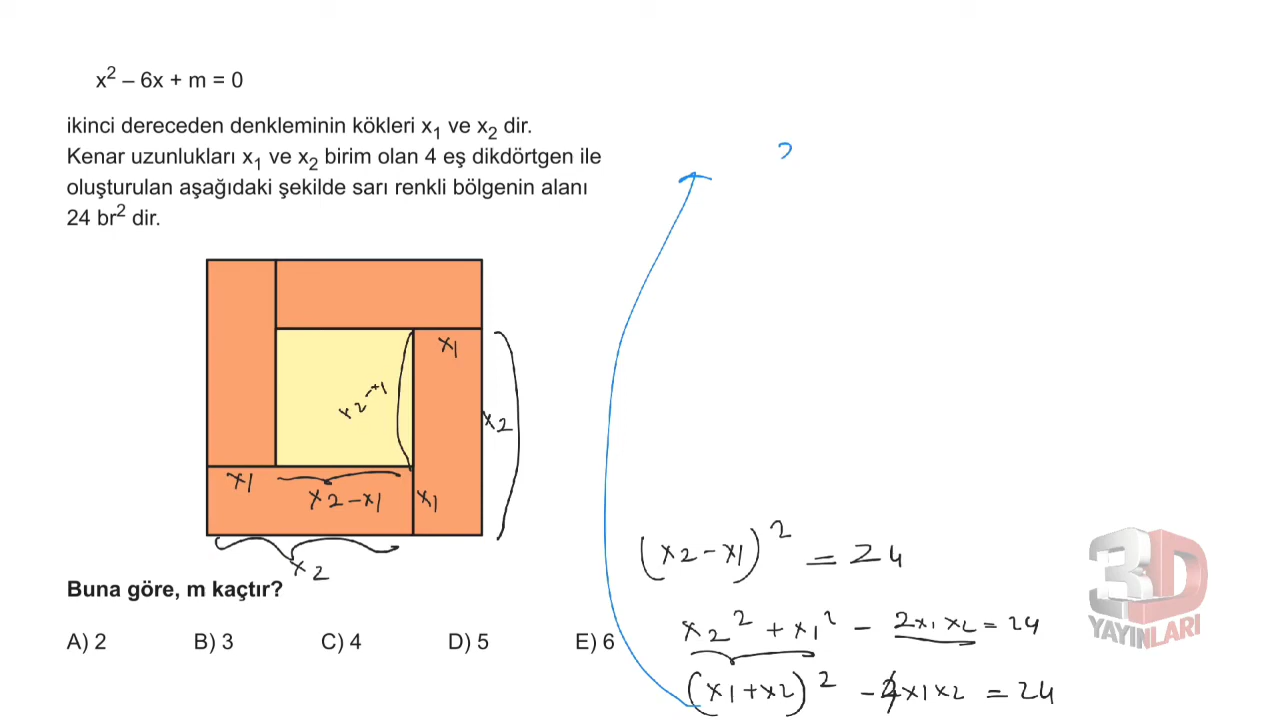 x² – 6x + m = 0
ikinci dereceden denkleminin kökleri x₁ ve x₂ dir.
Kenar uzunlukları x₁ ve x₂ birim olan 4 eş dikdörtgen ile
oluşturulan aşağıdaki şekilde sarı renkli bölgenin alanı
24 br² dir.
x₁
x₂-x₁
x₂
x₁
x₂-x₁
x₁
x₂
Buna göre, m kaçtır?
A) 2 B) 3 C) 4 D) 5 E) 6
(x₂-x₁)² = 24
x₂² + x₁² - 2x₁x₂ = 24
(x₁+x₂)² - 4x₁x₂ = 24
3D
YAYINLARI